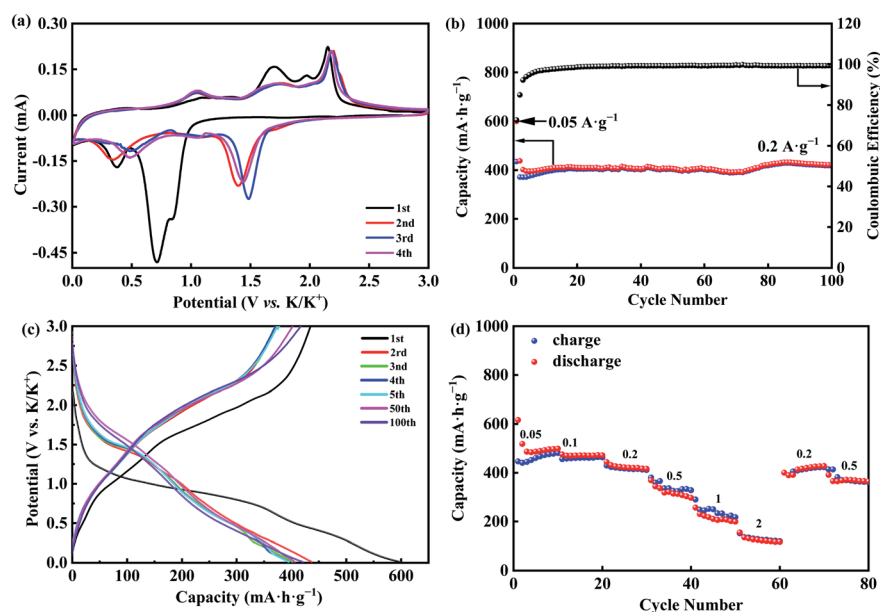 (a)
0.30
0.15
0.00
-0.15
-0.30
-0.45
Current (mA)
1st
2nd
3rd
4th
0.0
0.5
1.0
1.5
2.0
2.5
3.0
Potential (V vs. K/K⁺)
(b)
1000
800
600
400
200
0
Capacity (mA·h·g⁻¹)
0.05 A·g⁻¹
0.2 A·g⁻¹
120
100
80
60
40
20
0
Couloubic Efficiency (%)
0
20
40
60
80
100
Cycle Number
(c)
3.0
2.5
2.0
1.5
1.0
0.5
0.0
Potential (V vs. K/K⁺)
1st
2rd
3nd
4th
5th
50th
100th
0
100
200
300
400
500
600
Capacity (mA·h·g⁻¹)
(d)
1000
800
600
400
200
0
Capacity (mA·h·g⁻¹)
charge
discharge
0.05
0.1
0.2
0.5
1
2
0.2
0.5
0
20
40
60
80
Cycle Number